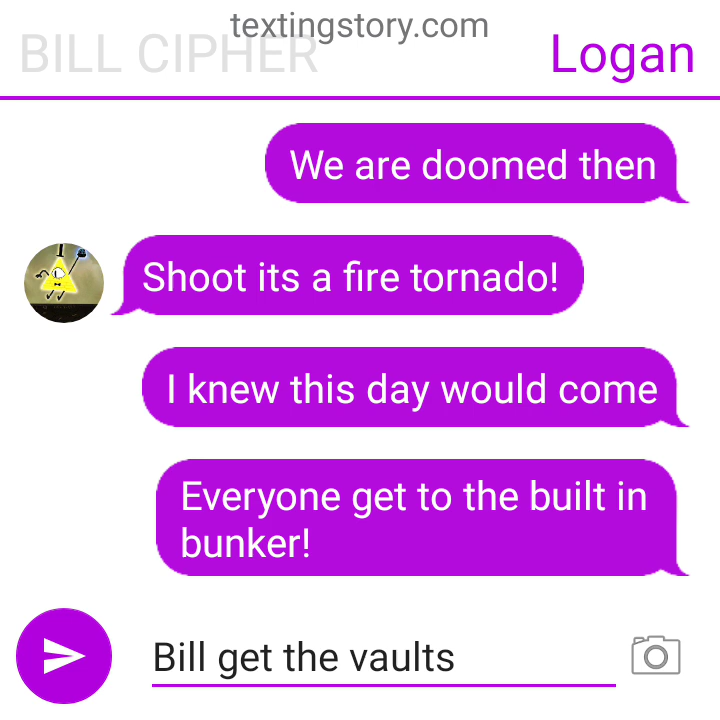 textingstory.com
BILL CIPHER
Logan
We are doomed then
Shoot its a fire tornado!
I knew this day would come
Everyone get to the built in
bunker!
Bill get the vaults